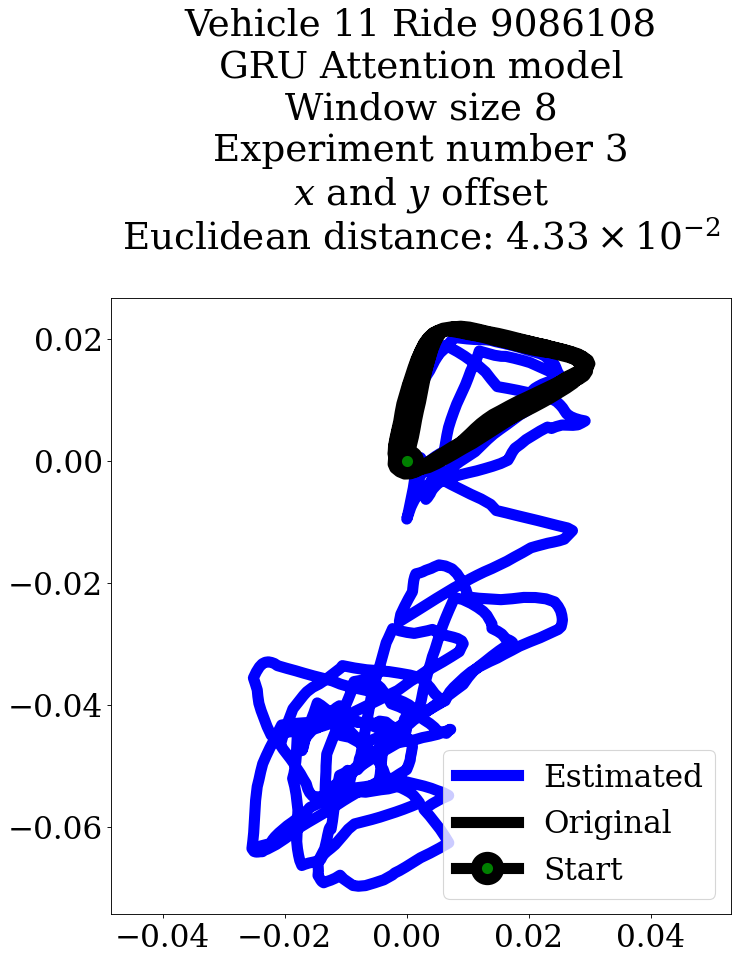 Vehicle 11 Ride 9086108
GRU Attention model
Window size 8
Experiment number 3
x and y offset
Euclidean distance: 4.33 × 10⁻²
0.02
0.00
−0.02
−0.04
−0.06
Estimated
Original
Start
−0.04 −0.02 0.00 0.02 0.04